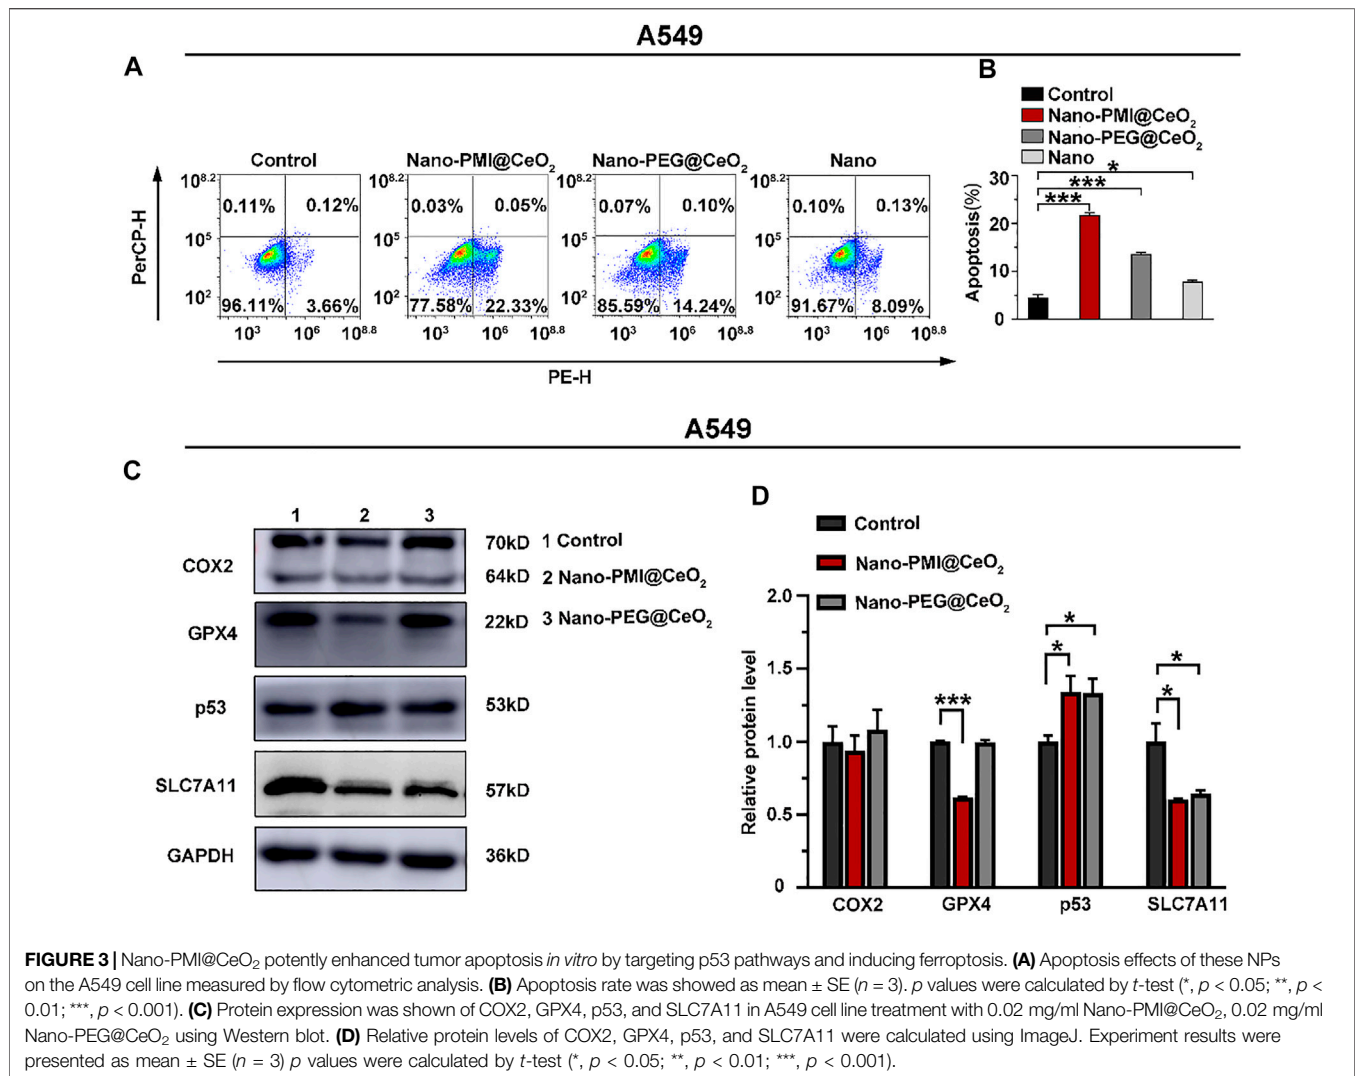 A549
A
B
Control
Nano-PMI@CeO2
Nano-PEG@CeO2
Nano
Control
Nano-PMI@CeO2
Nano-PEG@CeO2
Nano
PerCP-H
10^8.2
10^5
10^2
0.11%
0.12%
96.11%
3.66%
10^3
10^6
10^8.8
10^8.2
10^5
10^2
0.03%
0.05%
77.58%
22.33%
10^3
10^6
10^8.8
10^8.2
10^5
10^2
0.07%
0.10%
85.59%
14.24%
10^3
10^6
10^8.8
10^8.2
10^5
10^2
0.10%
0.13%
91.67%
8.09%
10^3
10^6
10^8.8
PE-H
Apoptosis(%)
30
20
10
0
*
***
***
A549
C
1 2 3
COX2
70kD
64kD
GPX4
22kD
p53
53kD
SLC7A11
57kD
GAPDH
36kD
1 Control
2 Nano-PMI@CeO2
3 Nano-PEG@CeO2
D
Control
Nano-PMI@CeO2
Nano-PEG@CeO2
Relative protein level
2.0
1.5
1.0
0.5
0
***
*
*
*
*
COX2 GPX4 p53 SLC7A11
FIGURE 3 | Nano-PMI@CeO2 potently enhanced tumor apoptosis in vitro by targeting p53 pathways and inducing ferroptosis. (A) Apoptosis effects of these NPs
on the A549 cell line measured by flow cytometric analysis. (B) Apoptosis rate was showed as mean ± SE (n = 3). p values were calculated by t-test (*, p < 0.05; **, p <
0.01; ***, p < 0.001). (C) Protein expression was shown of COX2, GPX4, p53, and SLC7A11 in A549 cell line treatment with 0.02 mg/ml Nano-PMI@CeO2, 0.02 mg/ml
Nano-PEG@CeO2 using Western blot. (D) Relative protein levels of COX2, GPX4, p53, and SLC7A11 were calculated using ImageJ. Experiment results were
presented as mean ± SE (n = 3) p values were calculated by t-test (*, p < 0.05; **, p < 0.01; ***, p < 0.001).